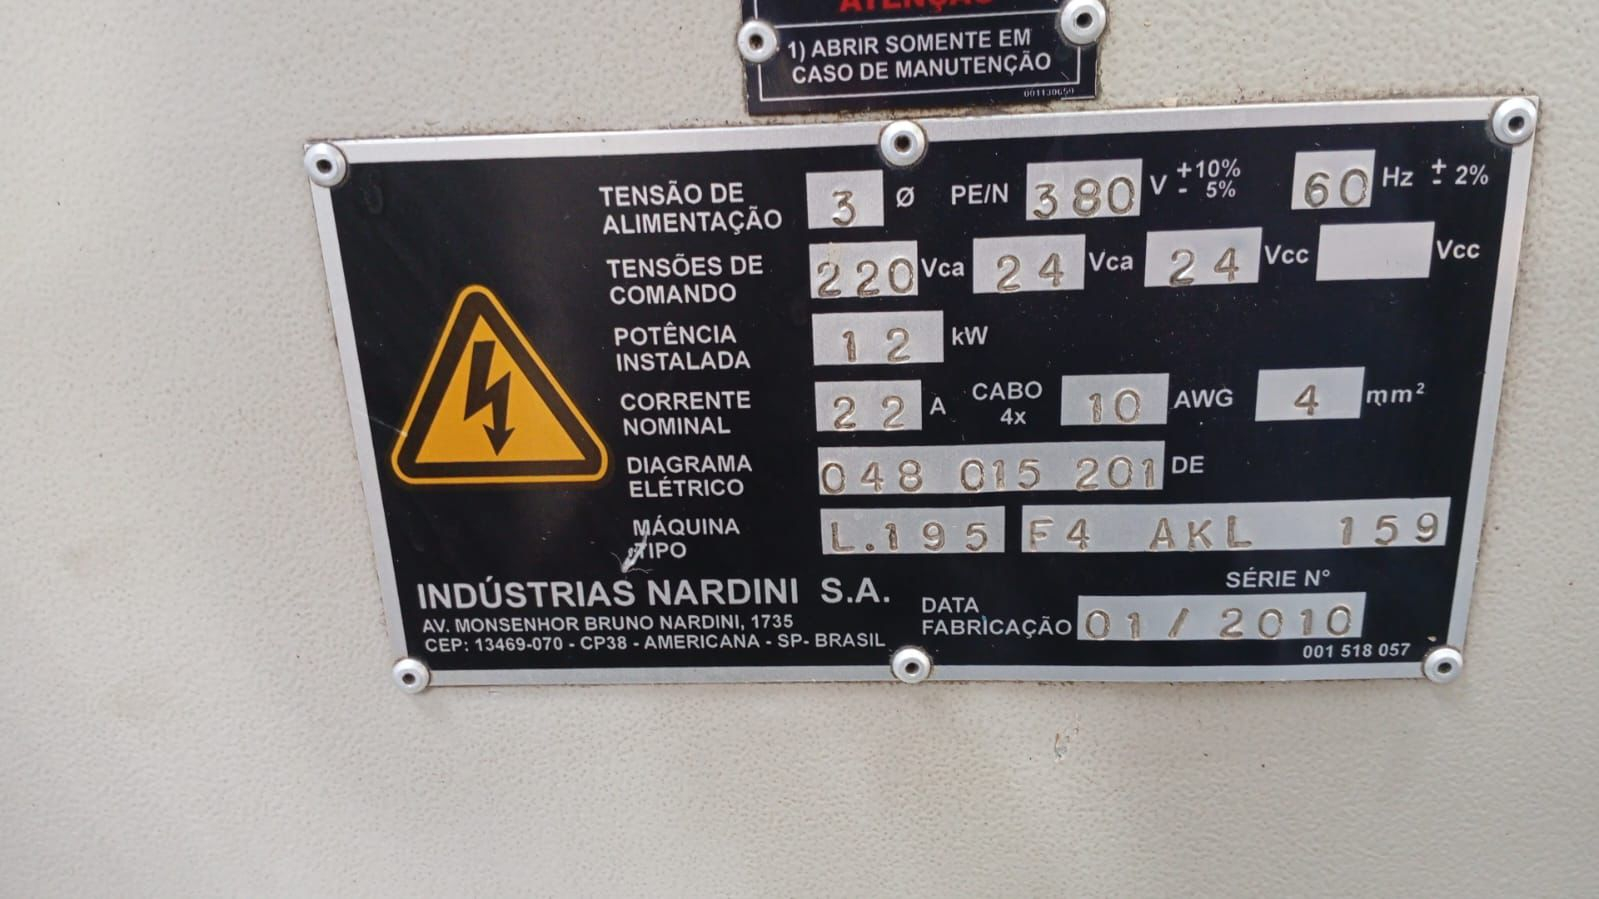 ATENÇÃO
1) ABRIR SOMENTE EM
CASO DE MANUTENÇÃO
001130659
TENSÃO DE ALIMENTAÇÃO 3 Ø PE/N 380 V +10% - 5% 60 Hz ± 2%
TENSÕES DE COMANDO 220 Vca 24 Vca 24 Vcc Vcc
POTÊNCIA INSTALADA 12 kW
CORRENTE NOMINAL 22 A CABO 4x 10 AWG 4 mm²
DIAGRAMA ELÉTRICO 048 015 201 DE
MÁQUINA TIPO L.195 F4 AKL 159
SÉRIE N°
INDÚSTRIAS NARDINI S.A.
AV. MONSENHOR BRUNO NARDINI, 1735
CEP: 13469-070 - CP38 - AMERICANA - SP- BRASIL
DATA FABRICAÇÃO 01/2010
001 518 057